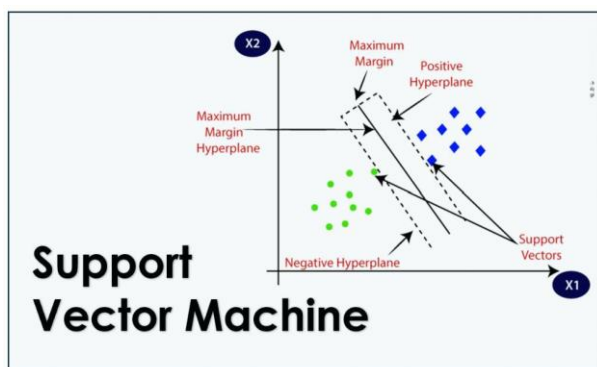 X2
Maximum
Margin
Positive
Hyperplane
Maximum
Margin
Hyperplane
Support
Vectors
Negative Hyperplane
X1
Support
Vector Machine